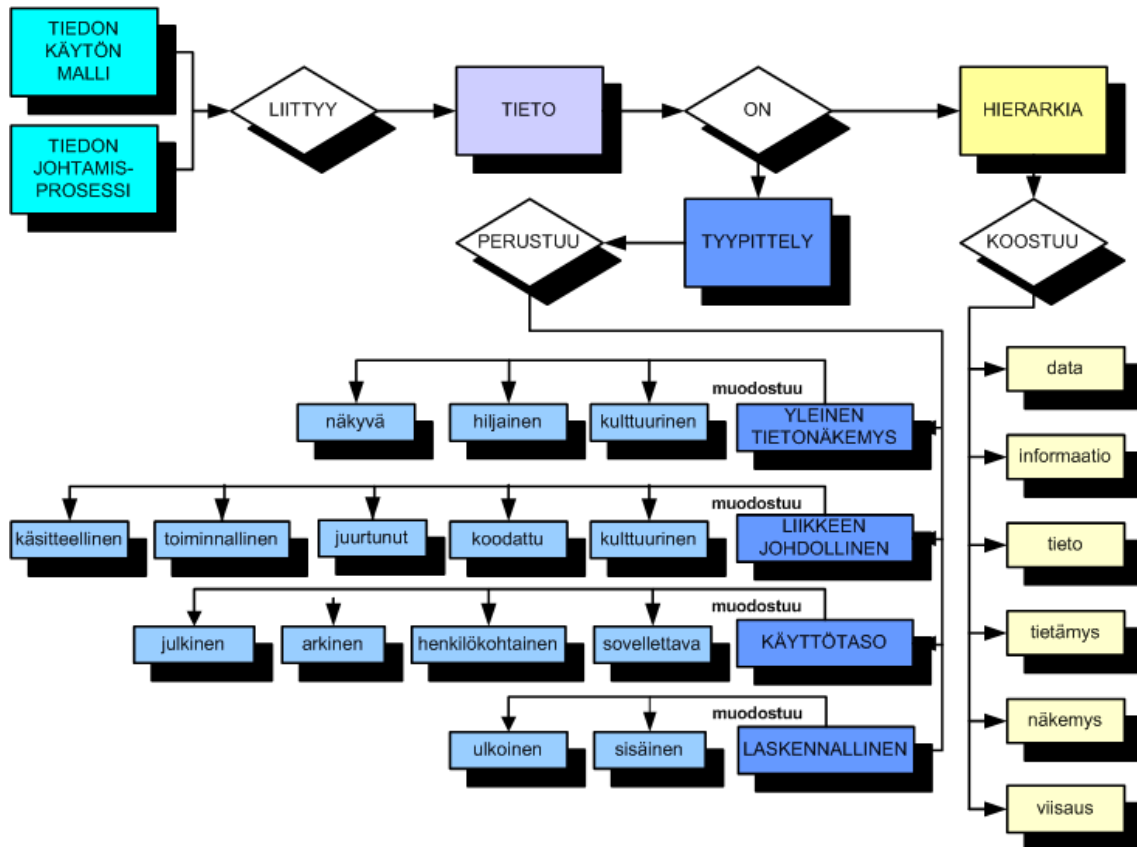 TIEDON
KÄYTÖN
MALLI
TIEDON
JOHTAMIS-
PROSESSI
LIITTYY
TIETO
ON
HIERARKIA
PERUSTUU
TYYPITTELY
KOOSTUU
muodostuu
näkyvä
hiljainen
kulttuurinen
YLEINEN
TIETONÄKEMYS
muodostuu
käsitteellinen
toiminnallinen
juurtunut
koodattu
kulttuurinen
LIIKKEEN
JOHDOLLINEN
muodostuu
julkinen
arkinen
henkilökohtainen
sovellettava
KÄYTTÖTASO
muodostuu
ulkoinen
sisäinen
LASKENNALLINEN
data
informaatio
tieto
tietämys
näkemys
viisaus